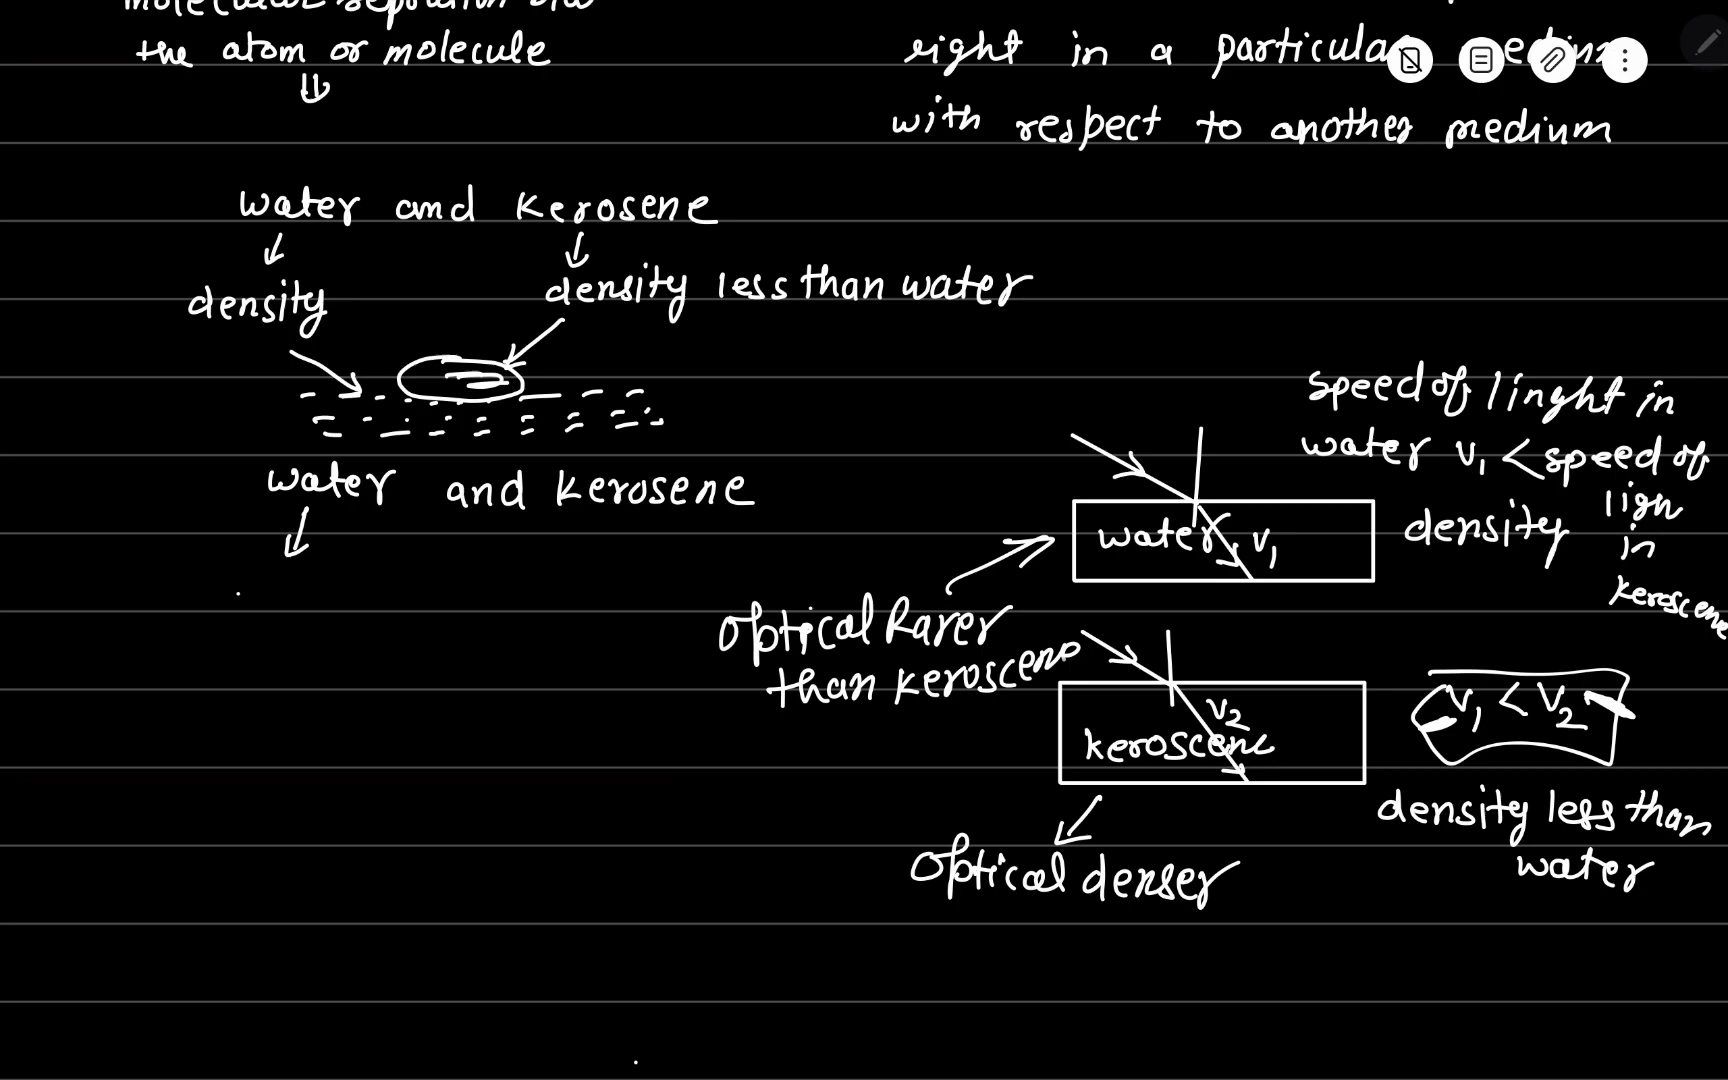 the atom or molecule
water and kerosene
density
density less than water
water and kerosene
right in a particular
with respect to another medium
speed of linght in
water v₁ < speed of
lign
in
keroscene
density
water v₁
optical Rarer
than keroscene
v₂
keroscene
v₁ < v₂
density less than
water
optical denser